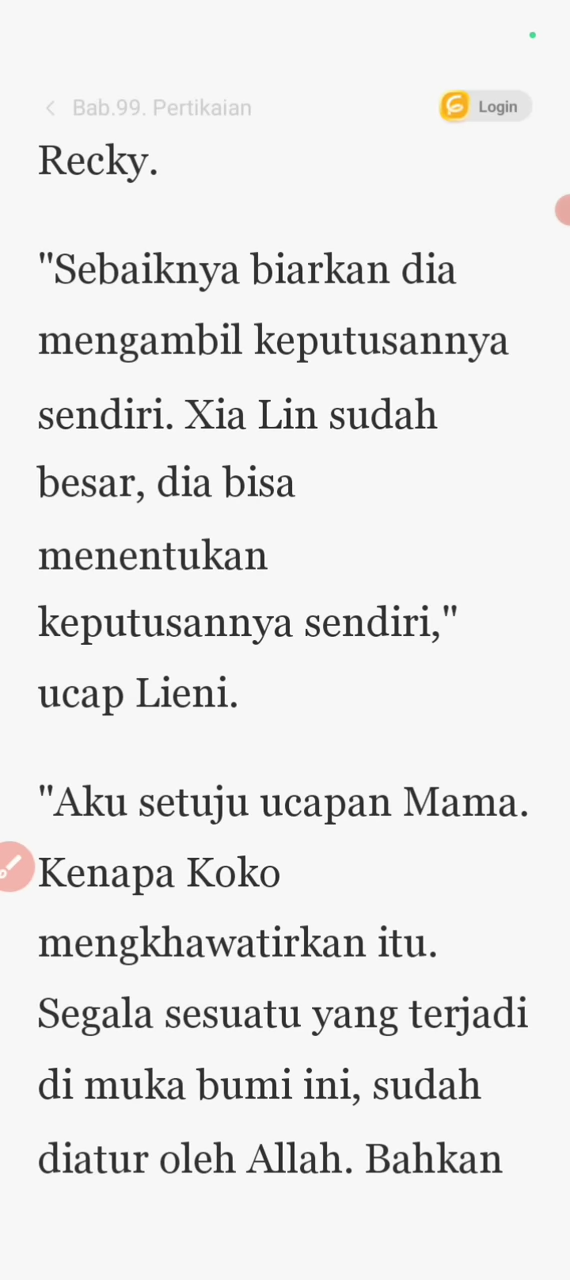 Bab.99. Pertikaian
Login
Recky.
"Sebaiknya biarkan dia
mengambil keputusannya
sendiri. Xia Lin sudah
besar, dia bisa
menentukan
keputusannya sendiri,"
ucap Lieni.
"Aku setuju ucapan Mama.
Kenapa Koko
mengkhawatirkan itu.
Segala sesuatu yang terjadi
di muka bumi ini, sudah
diatur oleh Allah. Bahkan